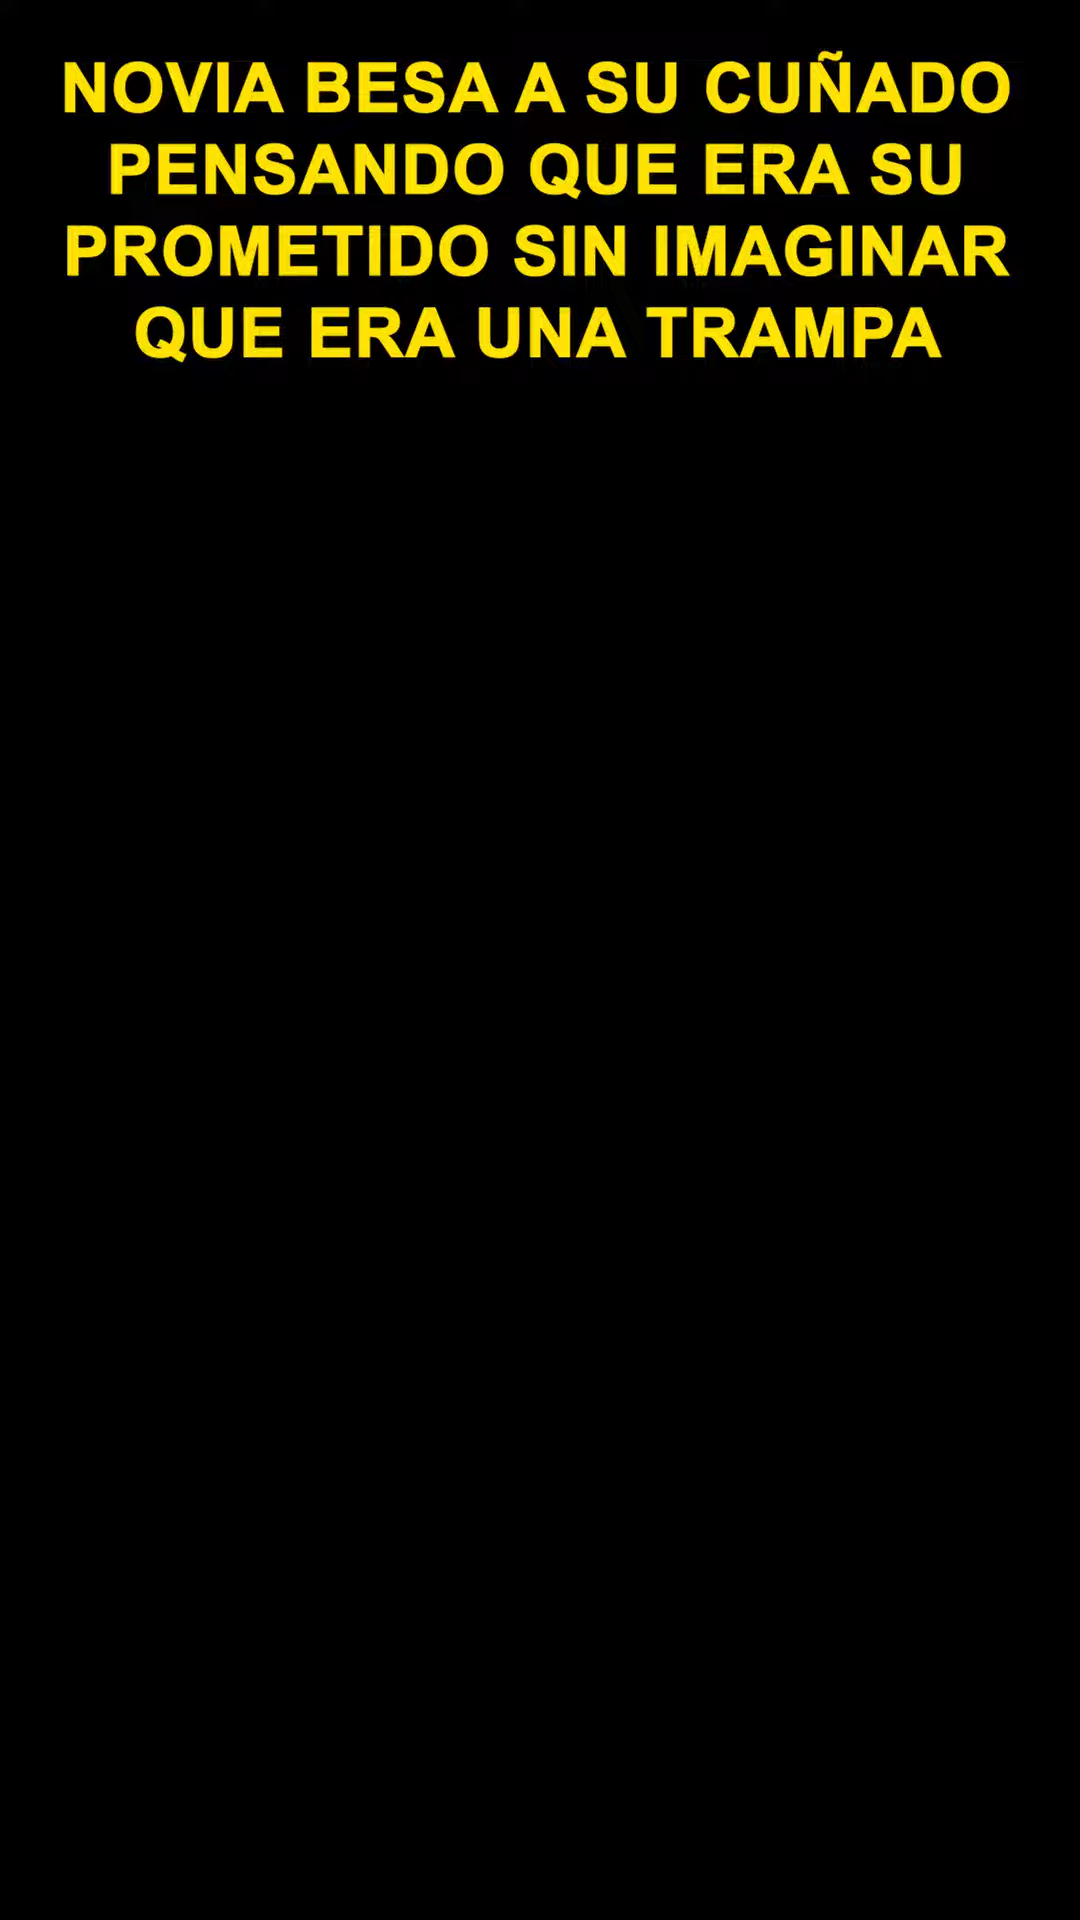 NOVIA BESA A SU CUÑADO
PENSANDO QUE ERA SU
PROMETIDO SIN IMAGINAR
QUE ERA UNA TRAMPA